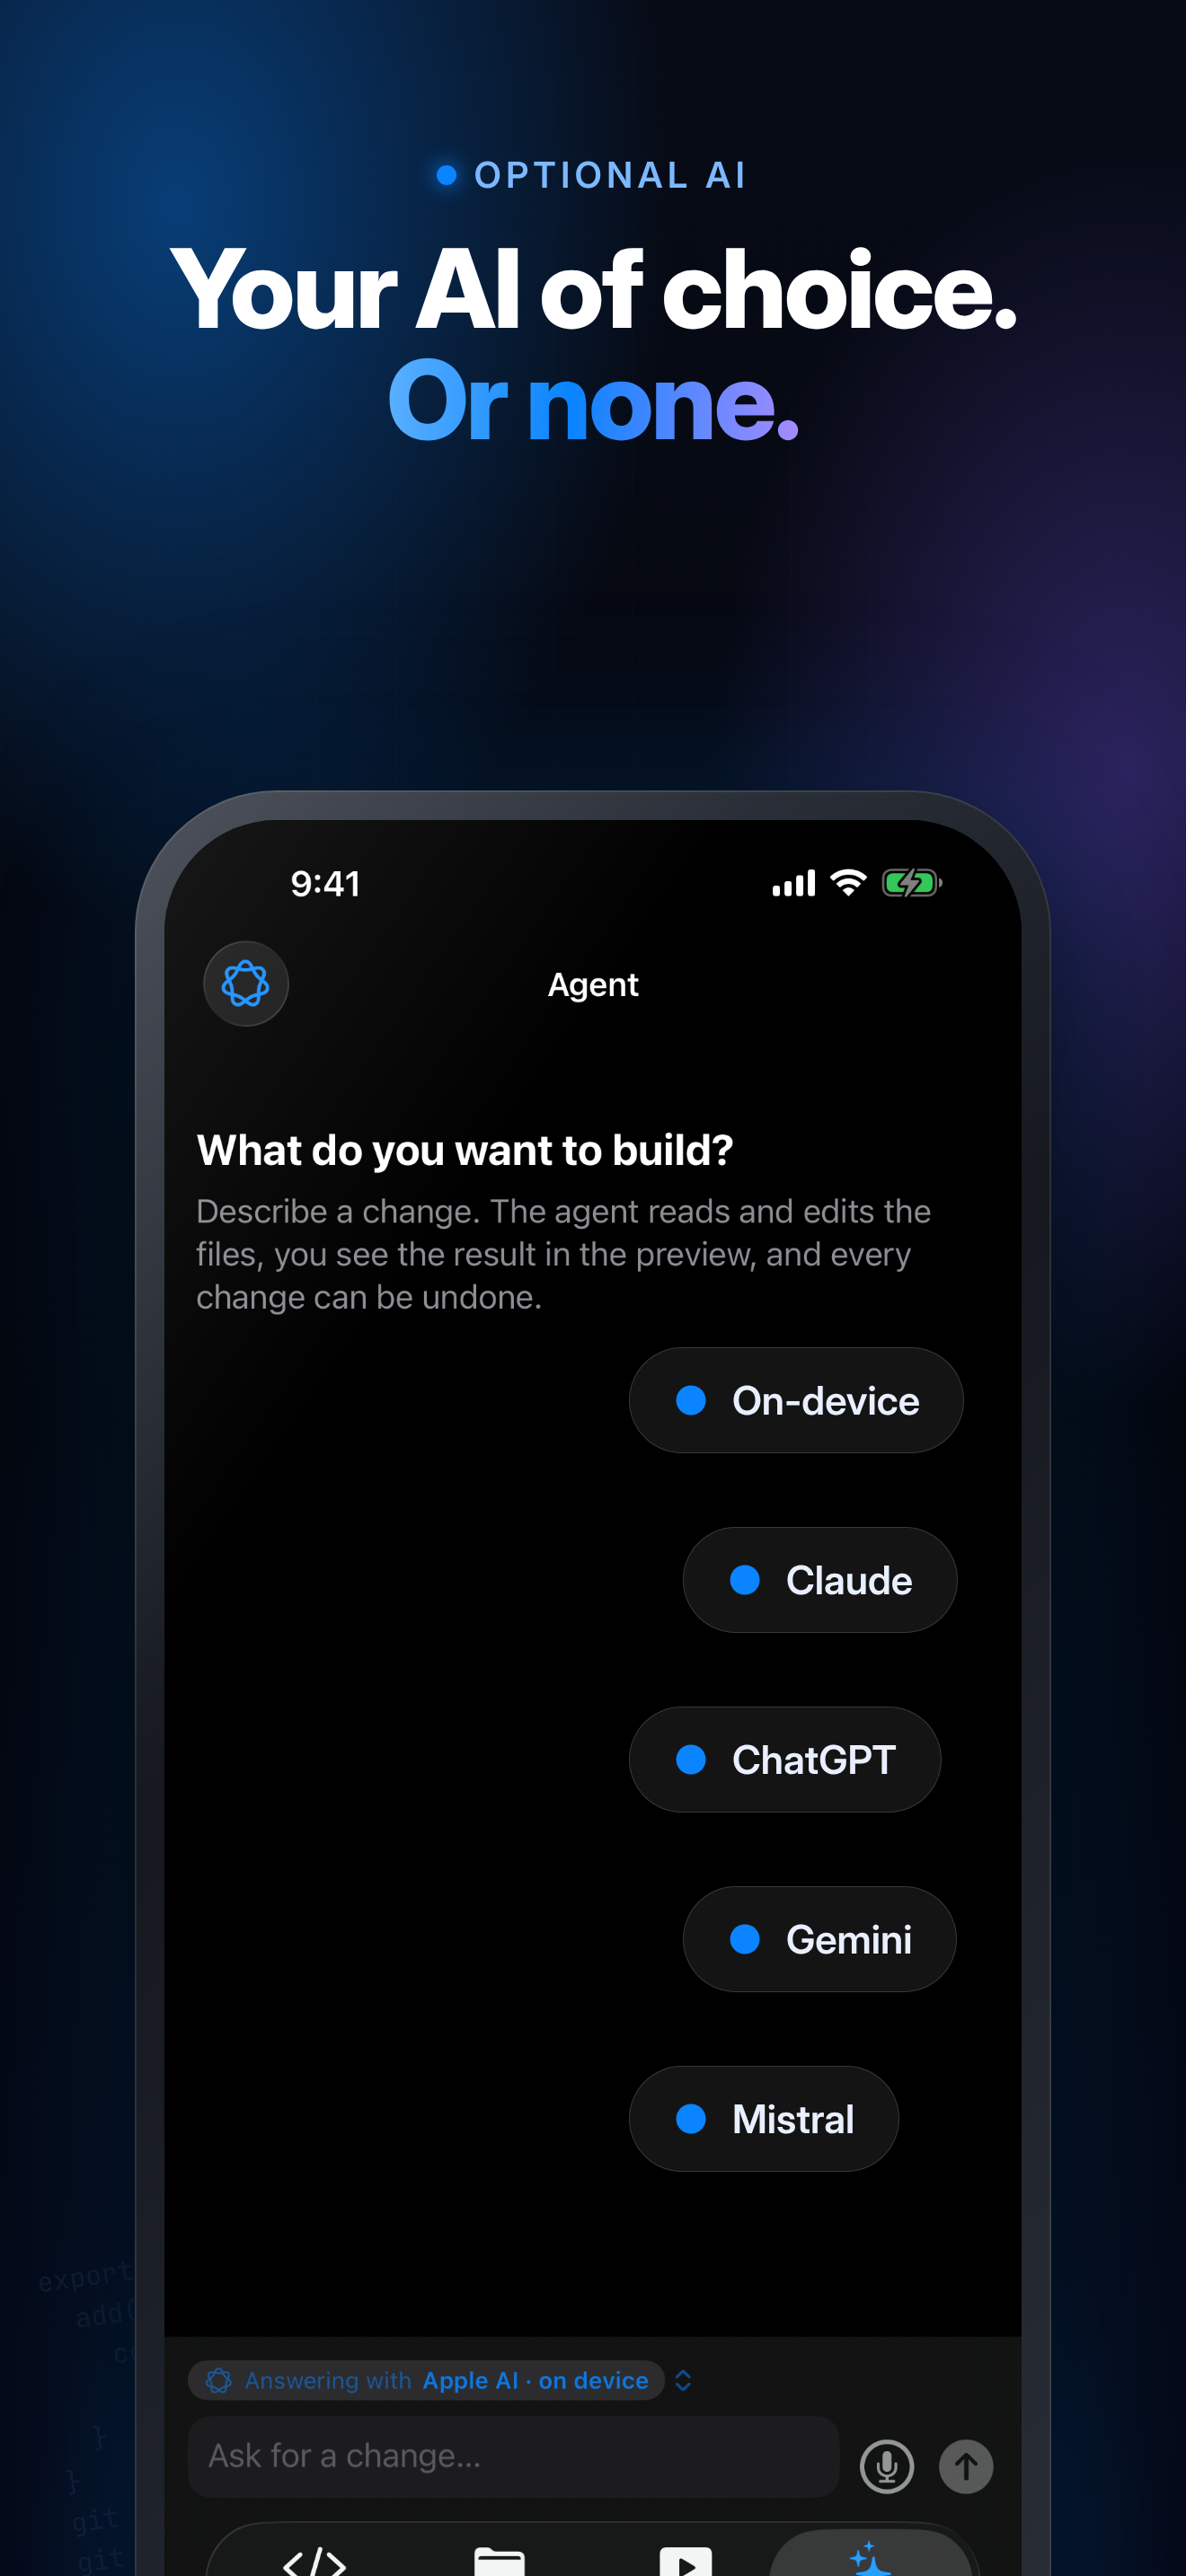 OPTIONAL AI
Your AI of choice.
Or none.
9:41
Agent
What do you want to build?
Describe a change. The agent reads and edits the
files, you see the result in the preview, and every
change can be undone.
On-device
Claude
ChatGPT
Gemini
Mistral
export
add(
}
}
git
git
Answering with Apple AI · on device
Ask for a change...